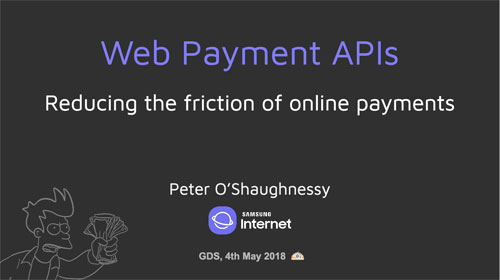 Web Payment APIs
Reducing the friction of online payments
Peter O’Shaughnessy
SAMSUNG
Internet
GDS, 4th May 2018